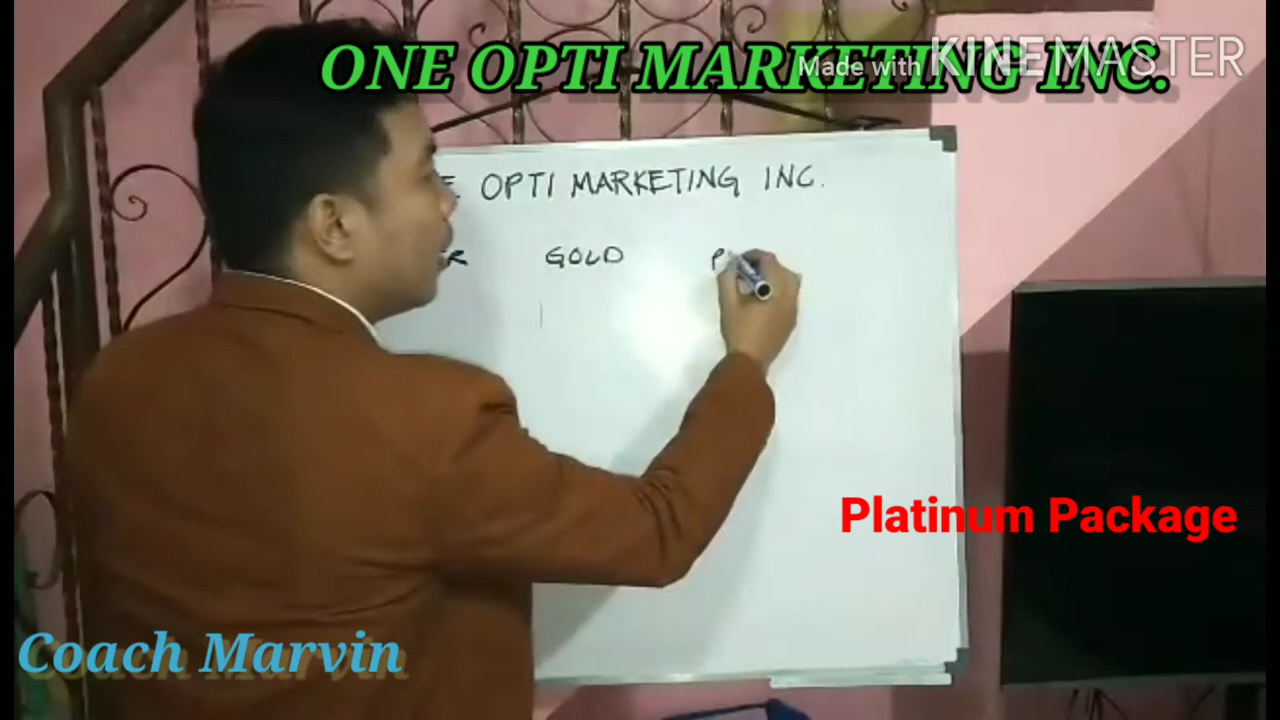 ONE OPTI MARKETING INC.
Made with KINEMASTER
OPTI MARKETING INC.
GOLD
Platinum Package
Coach Marvin